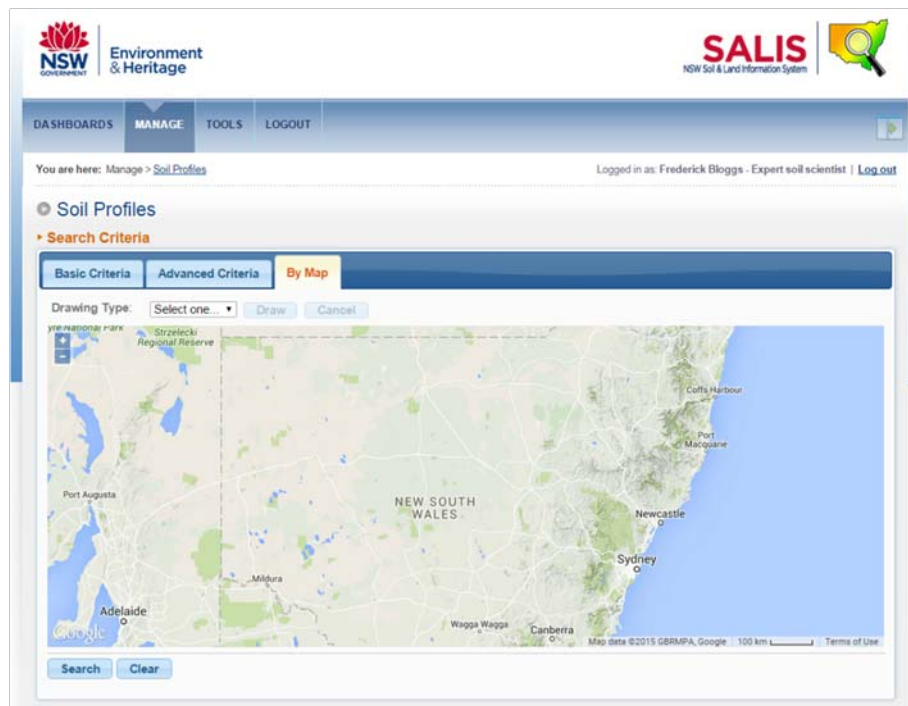 NSW
GOVERNMENT
Environment
& Heritage
SALIS
NSW Soil & Land Information System
DASHBOARDS MANAGE TOOLS LOGOUT
You are here: Manage > Soil Profiles
Logged in as: Frederick Bloggs - Expert soil scientist | Log out
Soil Profiles
Search Criteria
Basic Criteria Advanced Criteria By Map
Drawing Type: Select one... Draw Cancel
yre National Park
Strzelecki
Regional Reserve
+
−
Coffs Harbour
Port
Macquarie
Port Augusta
NEW SOUTH
WALES
Newcastle
Sydney
Mildura
Adelaide
Wagga Wagga
Canberra
Google
Map data ©2015 GBRMPA, Google 100 km Terms of Use
Search Clear